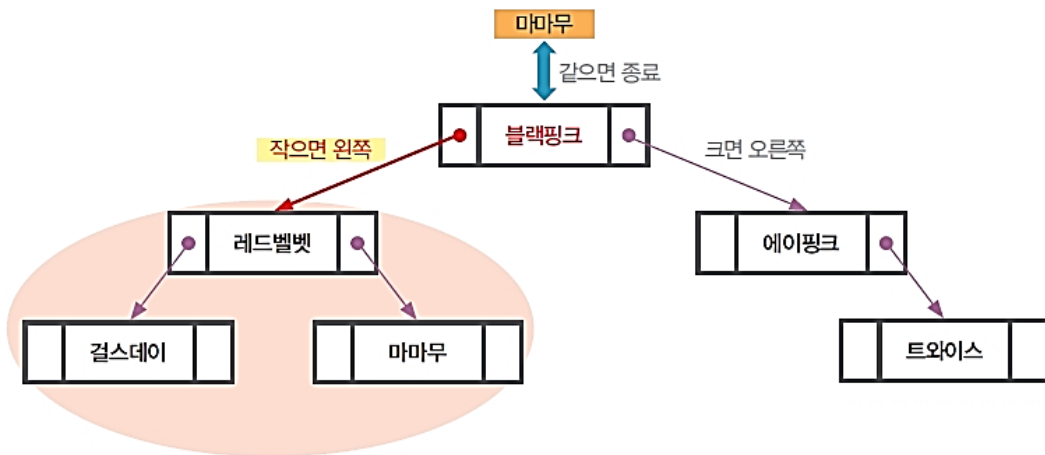 마마무
같으면 종료
블랙핑크
작으면 왼쪽
크면 오른쪽
레드벨벳
에이핑크
걸스데이
마마무
트와이스